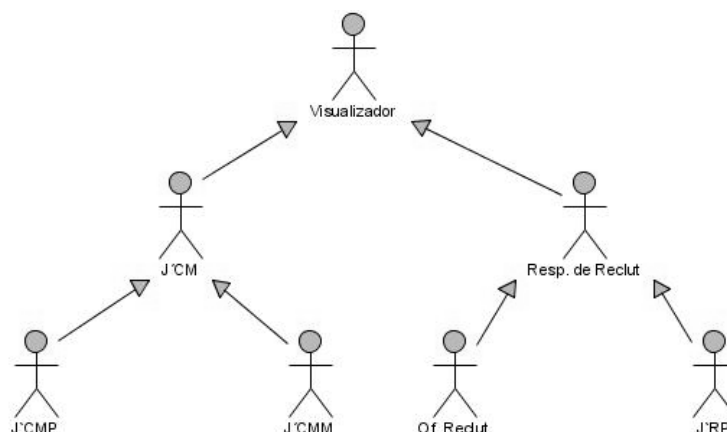 Visualizador
J´CM
Resp. de Reclut
J´CMP
J´CMM
Of. Reclut.
J´RP